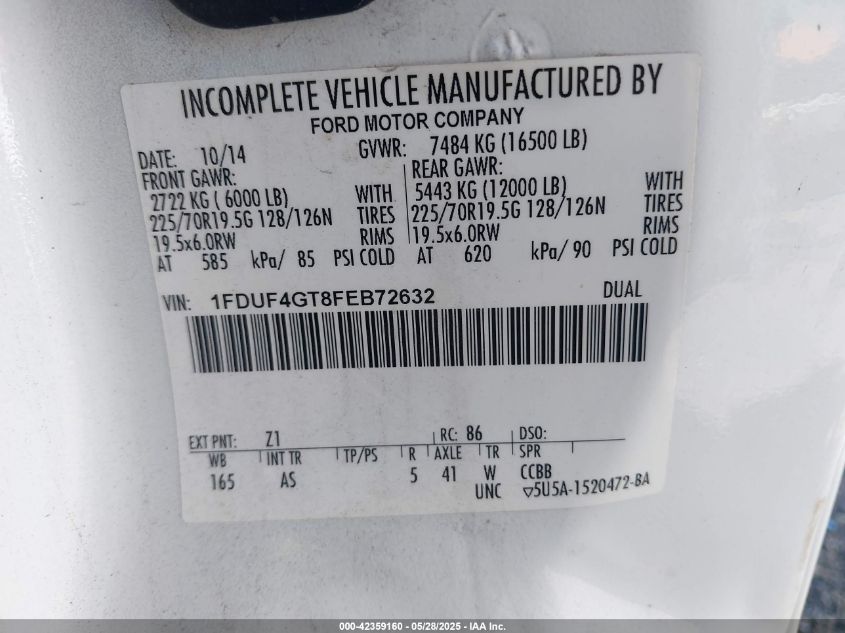 INCOMPLETE VEHICLE MANUFACTURED BY
FORD MOTOR COMPANY
DATE: 10/14 GVWR: 7484 KG (16500 LB)
FRONT GAWR: REAR GAWR:
2722 KG ( 6000 LB) WITH 5443 KG (12000 LB) WITH
225/70R19.5G 128/126N TIRES 225/70R19.5G 128/126N TIRES
19.5x6.0RW RIMS 19.5x6.0RW RIMS
AT 585 kPa/ 85 PSI COLD AT 620 kPa/ 90 PSI COLD
VIN: 1FDUF4GT8FEB72632 DUAL
EXT PNT: Z1 RC: 86 DSO:
WB INT TR TP/PS R AXLE TR SPR
165 AS 5 41 W CCBB
UNC ▽5U5A-1520472-BA
000-42359160 - 05/28/2025 - IAA Inc.